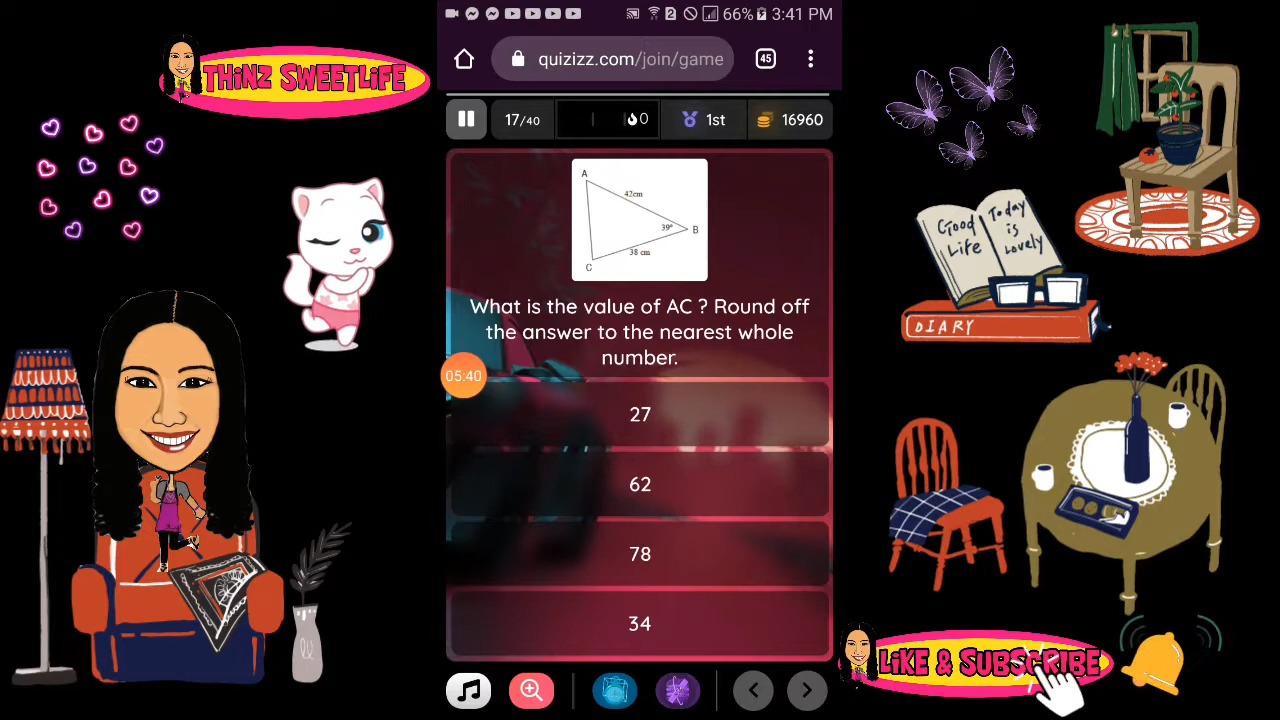 66% 3:41 PM
THiNZ SWEETLiFE
quizizz.com/join/game
45
17/40
0
1st
16960
A
42cm
39°
B
38 cm
C
What is the value of AC ? Round off
the answer to the nearest whole
number.
05:40
27
62
78
34
Good
Life
Today
is
Lovely
DIARY
LiKE & SUBSCRIBE